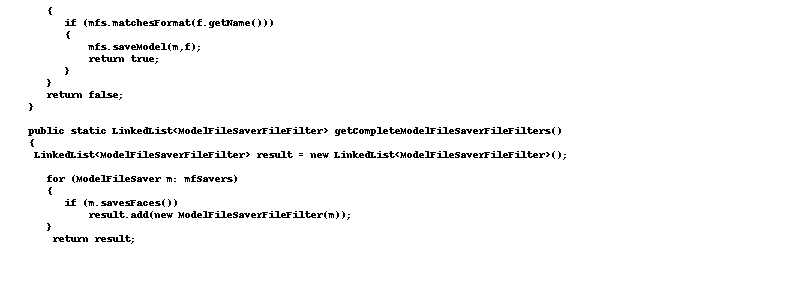 {
if (mfs.matchesFormat(f.getName()))
{
mfs.saveModel(m,f);
return true;
}
}
return false;
}
public static LinkedList<ModelFileSaverFileFilter> getCompleteModelFileSaverFileFilters()
{
LinkedList<ModelFileSaverFileFilter> result = new LinkedList<ModelFileSaverFileFilter>();
for (ModelFileSaver m: mfSavers)
{
if (m.savesFaces())
result.add(new ModelFileSaverFileFilter(m));
}
return result;